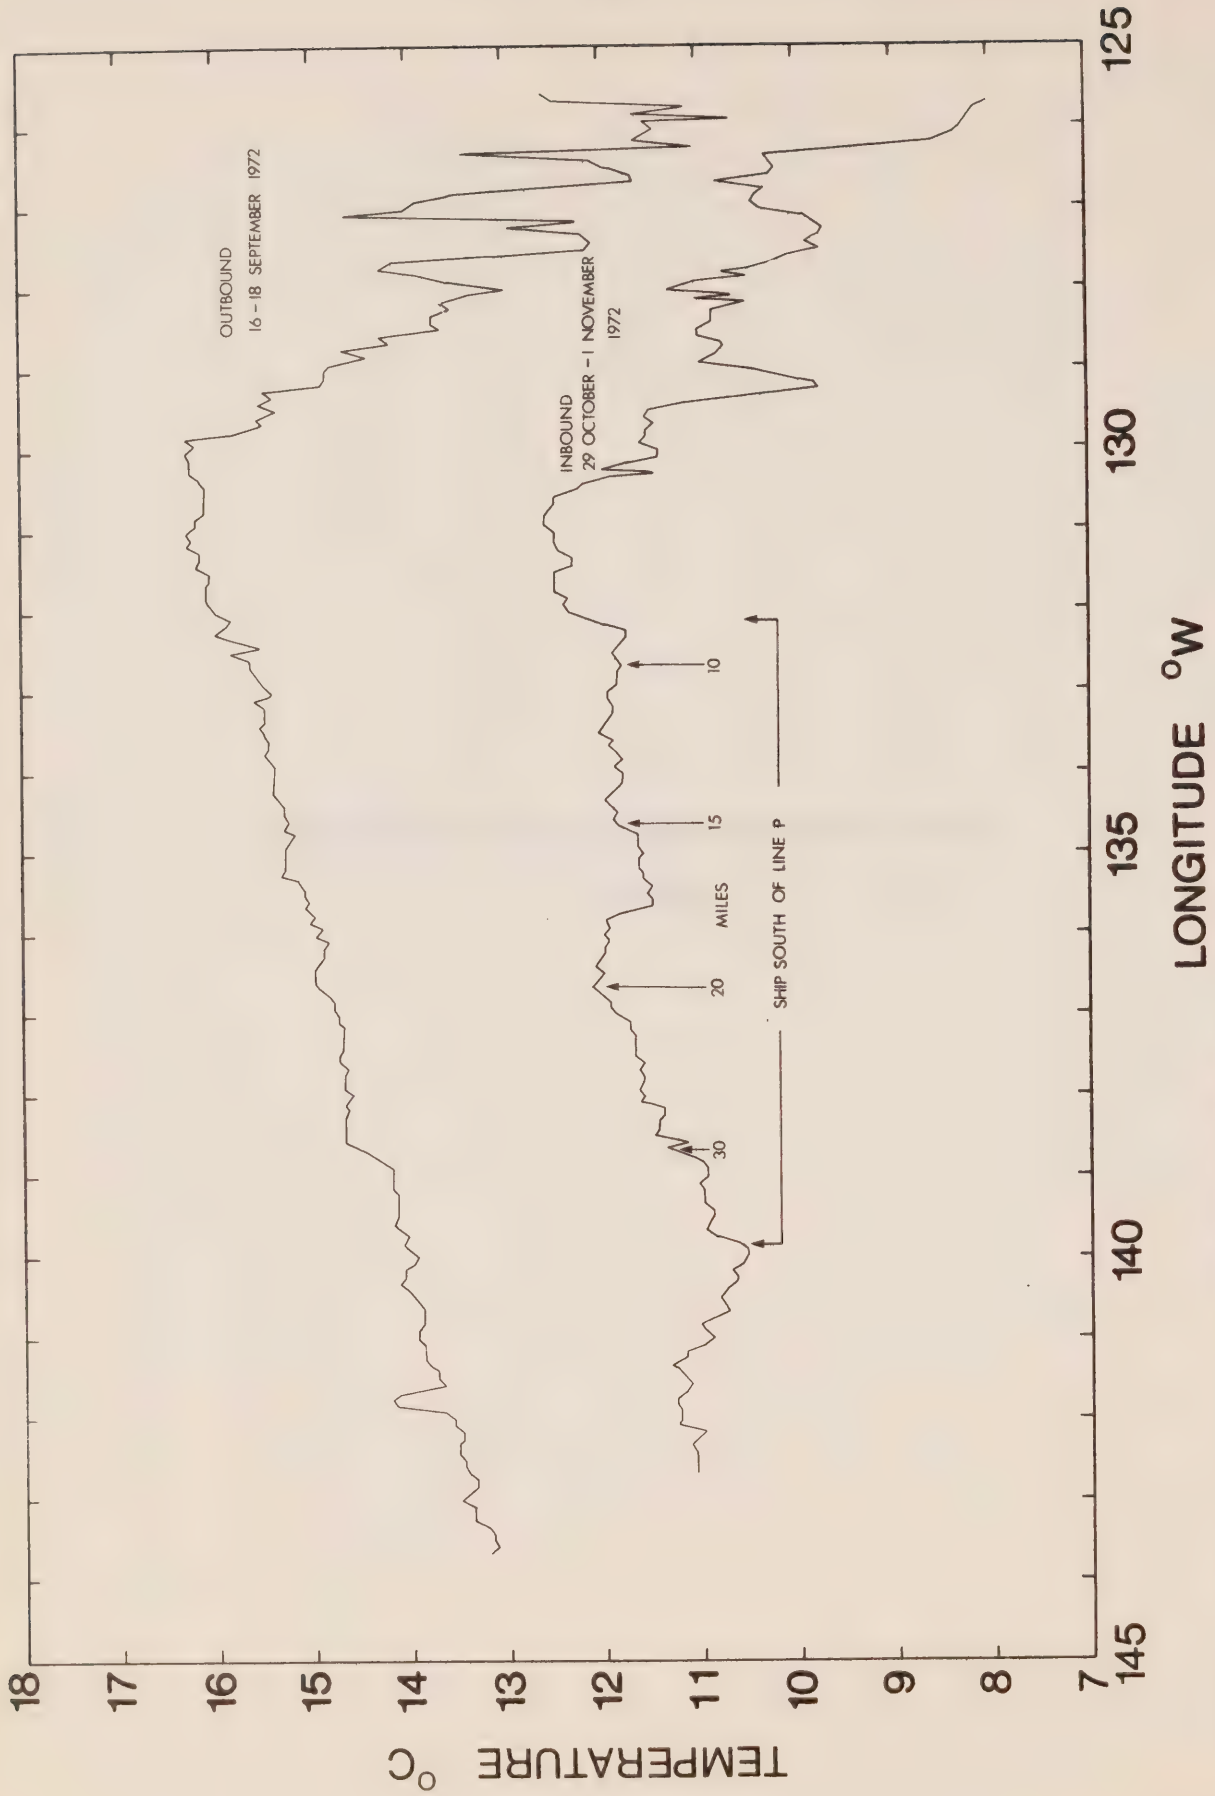 TEMPERATURE °C
18
17
16
15
14
13
12
11
10
9
8
7
OUTBOUND
16-18 SEPTEMBER 1972
INBOUND
29 OCTOBER - 1 NOVEMBER
1972
30
20
MILES
15
10
SHIP SOUTH OF LINE P
145
140
135
130
125
LONGITUDE °W